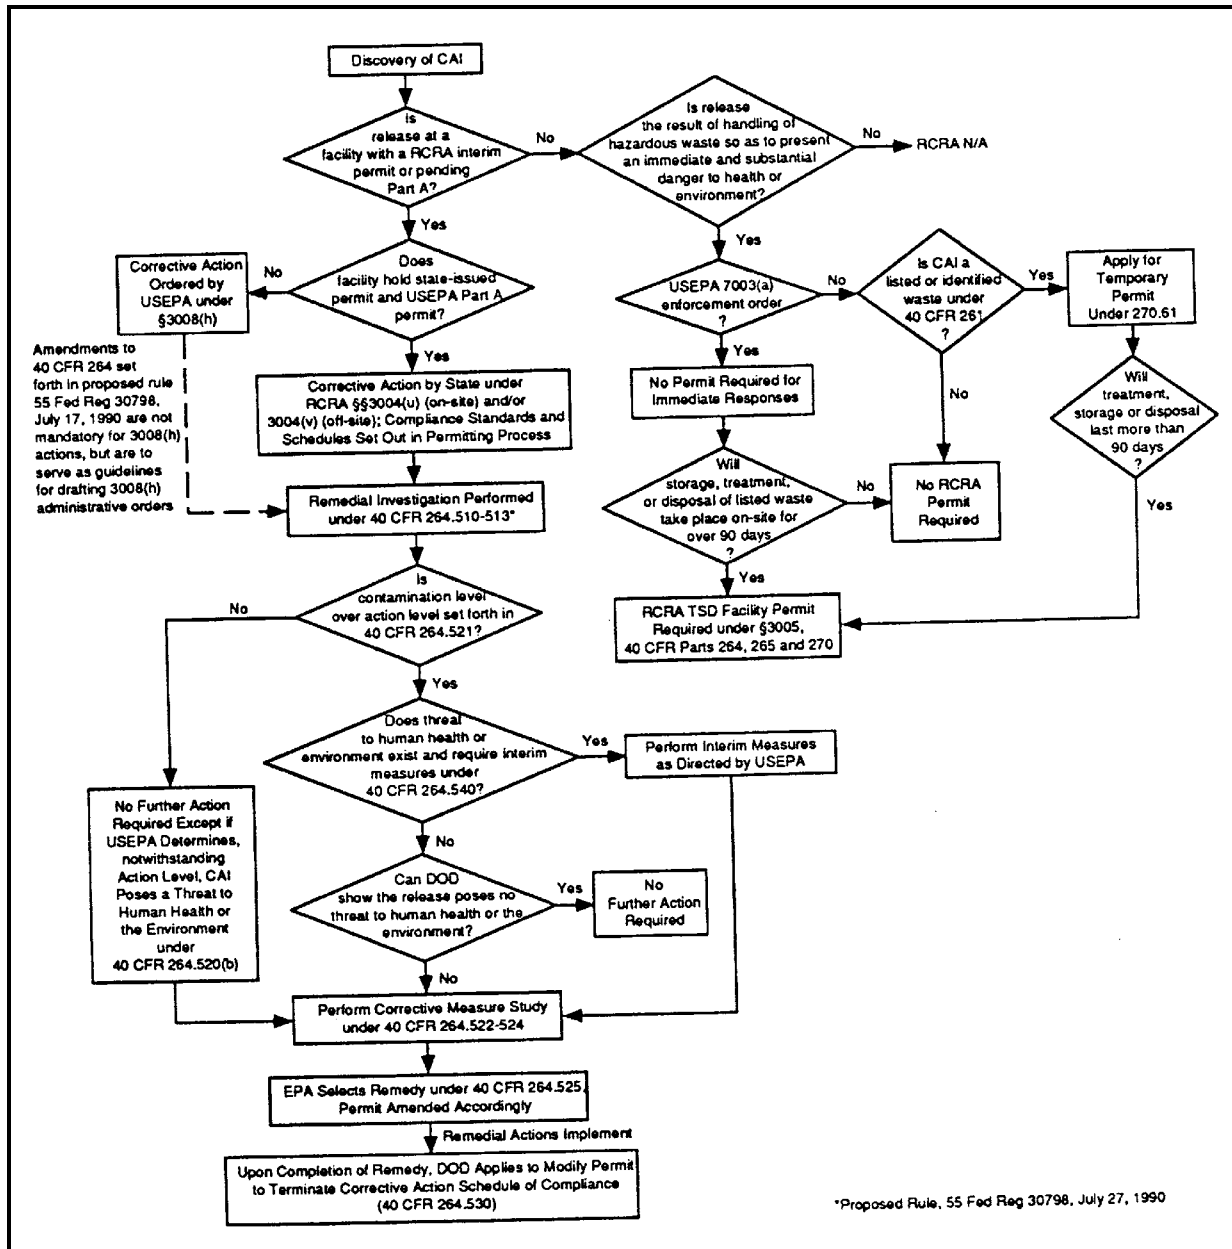 Discovery of CAI
Is
release at a
facility with a RCRA interim
permit or pending
Part A?
No
Is release
the result of handling of
hazardous waste so as to present
an immediate and substantial
danger to health or
environment?
No
RCRA N/A
Yes
Yes
Does
facility hold state-issued
permit and USEPA Part A
permit?
No
Corrective Action
Ordered by
USEPA under
§3008(h)
Amendments to
40 CFR 264 set
forth in proposed rule
55 Fed Reg 30798,
July 17, 1990 are not
mandatory for 3008(h)
actions, but are to
serve as guidelines
for drafting 3008(h)
administrative orders
Yes
Corrective Action by State under
RCRA §§3004(u) (on-site) and/or
3004(v) (off-site); Compliance Standards and
Schedules Set Out in Permitting Process
Remedial Investigation Performed
under 40 CFR 264.510-513*
USEPA 7003(a)
enforcement order
?
No
Is CAI a
listed or identified
waste under
40 CFR 261
?
Yes
Apply for
Temporary
Permit
Under 270.61
Yes
No Permit Required for
Immediate Responses
No
Will
treatment,
storage or disposal
last more than
90 days
?
Will
storage, treatment,
or disposal of listed waste
take place on-site for
over 90 days
?
No
No RCRA
Permit
Required
Yes
Yes
RCRA TSD Facility Permit
Required under §3005,
40 CFR Parts 264, 265 and 270
Is
contamination level
over action level set forth in
40 CFR 264.521?
No
Yes
Does threat
to human health or
environment exist and require interim
measures under
40 CFR 264.540?
Yes
Perform Interim Measures
as Directed by USEPA
No Further Action
Required Except if
USEPA Determines,
notwithstanding
Action Level, CAI
Poses a Threat to
Human Health or
the Environment
under
40 CFR 264.520(b)
No
Can DOD
show the release poses no
threat to human health or the
environment?
Yes
No
Further Action
Required
No
Perform Corrective Measure Study
under 40 CFR 264.522-524
EPA Selects Remedy under 40 CFR 264.525,
Permit Amended Accordingly
Remedial Actions Implement
Upon Completion of Remedy, DOD Applies to Modify Permit
to Terminate Corrective Action Schedule of Compliance
(40 CFR 264.530)
*Proposed Rule, 55 Fed Reg 30798, July 27, 1990